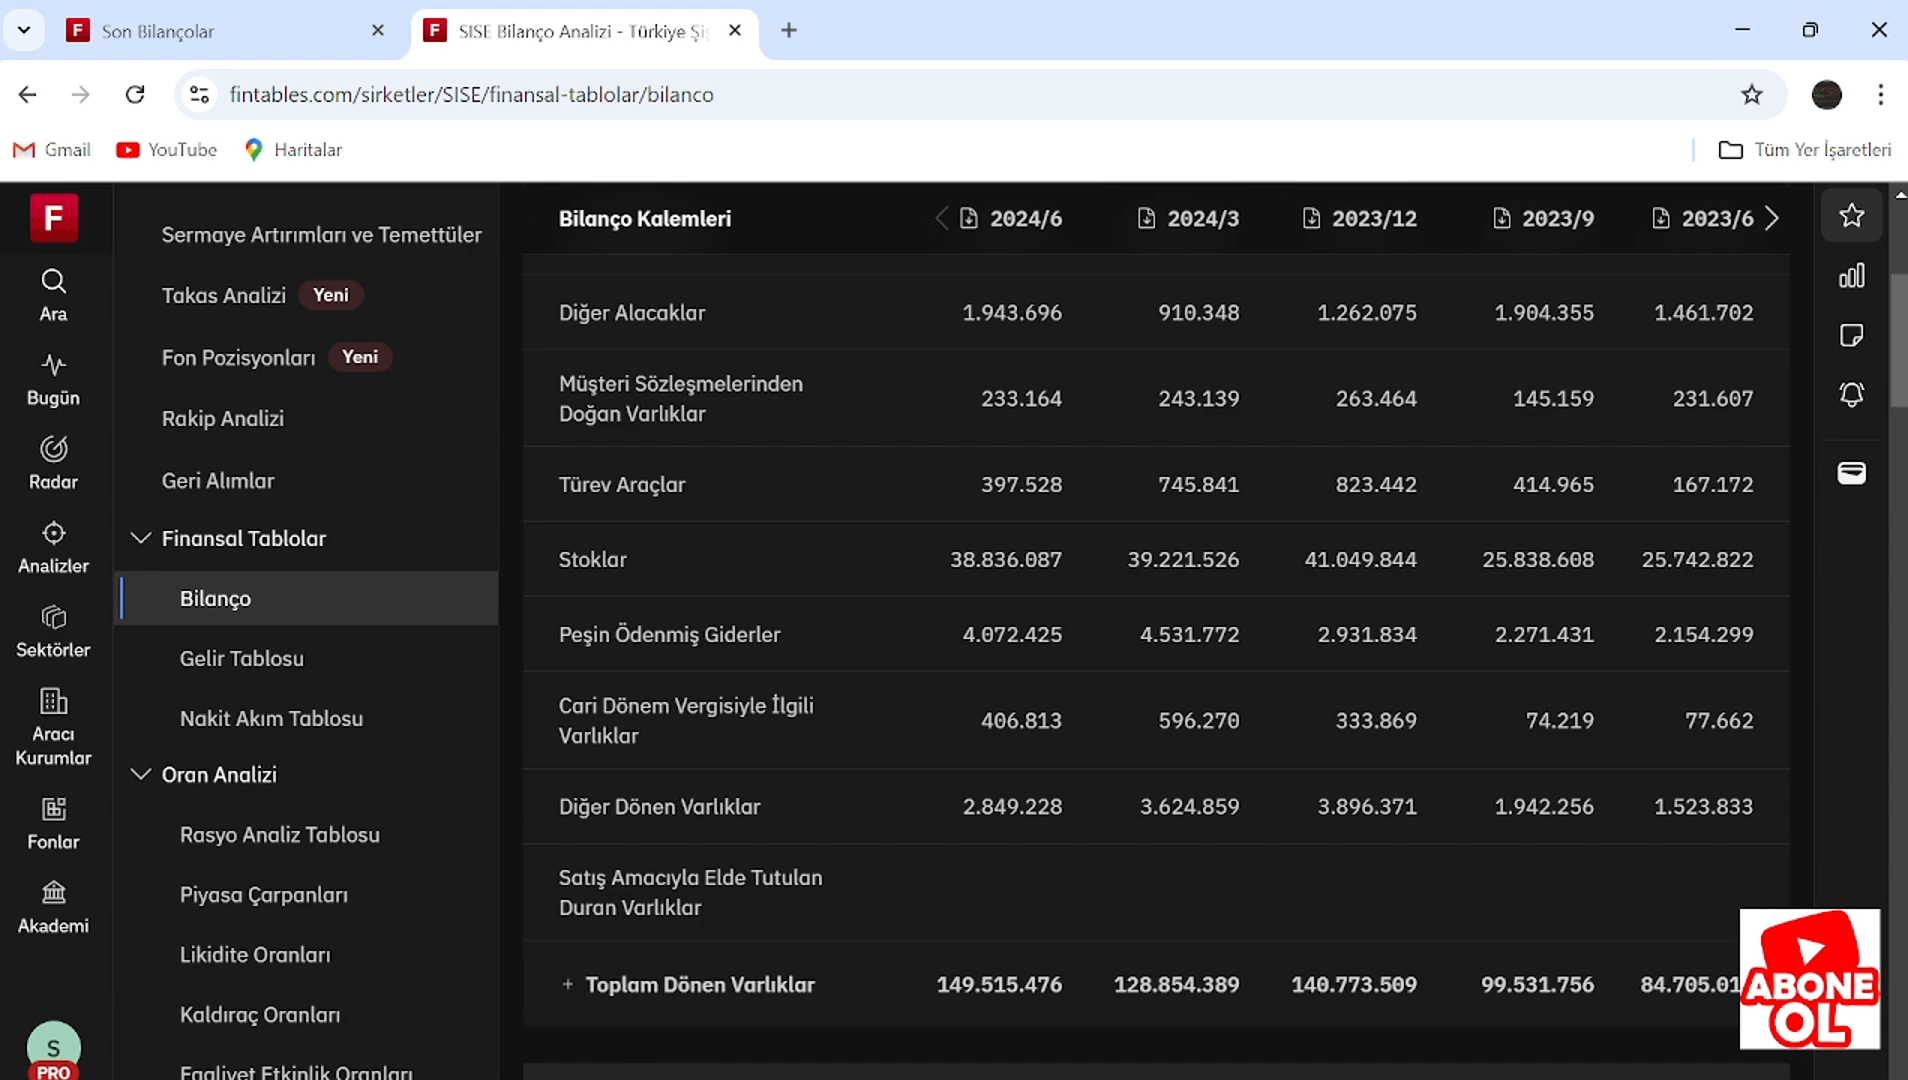 Son Bilançolar
SISE Bilanço Analizi - Türkiye Şi
fintables.com/sirketler/SISE/finansal-tablolar/bilanco
Gmail YouTube Haritalar Tüm Yer İşaretleri
F
Ara
Bugün
Radar
Analizler
Sektörler
Aracı
Kurumlar
Fonlar
Akademi
S
PRO
Sermaye Artırımları ve Temettüler
Takas Analizi Yeni
Fon Pozisyonları Yeni
Rakip Analizi
Geri Alımlar
Finansal Tablolar
Bilanço
Gelir Tablosu
Nakit Akım Tablosu
Oran Analizi
Rasyo Analiz Tablosu
Piyasa Çarpanları
Likidite Oranları
Kaldıraç Oranları
Faaliyet Etkinlik Oranları
Bilanço Kalemleri 2024/6 2024/3 2023/12 2023/9 2023/6
Diğer Alacaklar 1.943.696 910.348 1.262.075 1.904.355 1.461.702
Müşteri Sözleşmelerinden
Doğan Varlıklar 233.164 243.139 263.464 145.159 231.607
Türev Araçlar 397.528 745.841 823.442 414.965 167.172
Stoklar 38.836.087 39.221.526 41.049.844 25.838.608 25.742.822
Peşin Ödenmiş Giderler 4.072.425 4.531.772 2.931.834 2.271.431 2.154.299
Cari Dönem Vergisiyle İlgili
Varlıklar 406.813 596.270 333.869 74.219 77.662
Diğer Dönen Varlıklar 2.849.228 3.624.859 3.896.371 1.942.256 1.523.833
Satış Amacıyla Elde Tutulan
Duran Varlıklar
+ Toplam Dönen Varlıklar 149.515.476 128.854.389 140.773.509 99.531.756 84.705.01
ABONE
OL